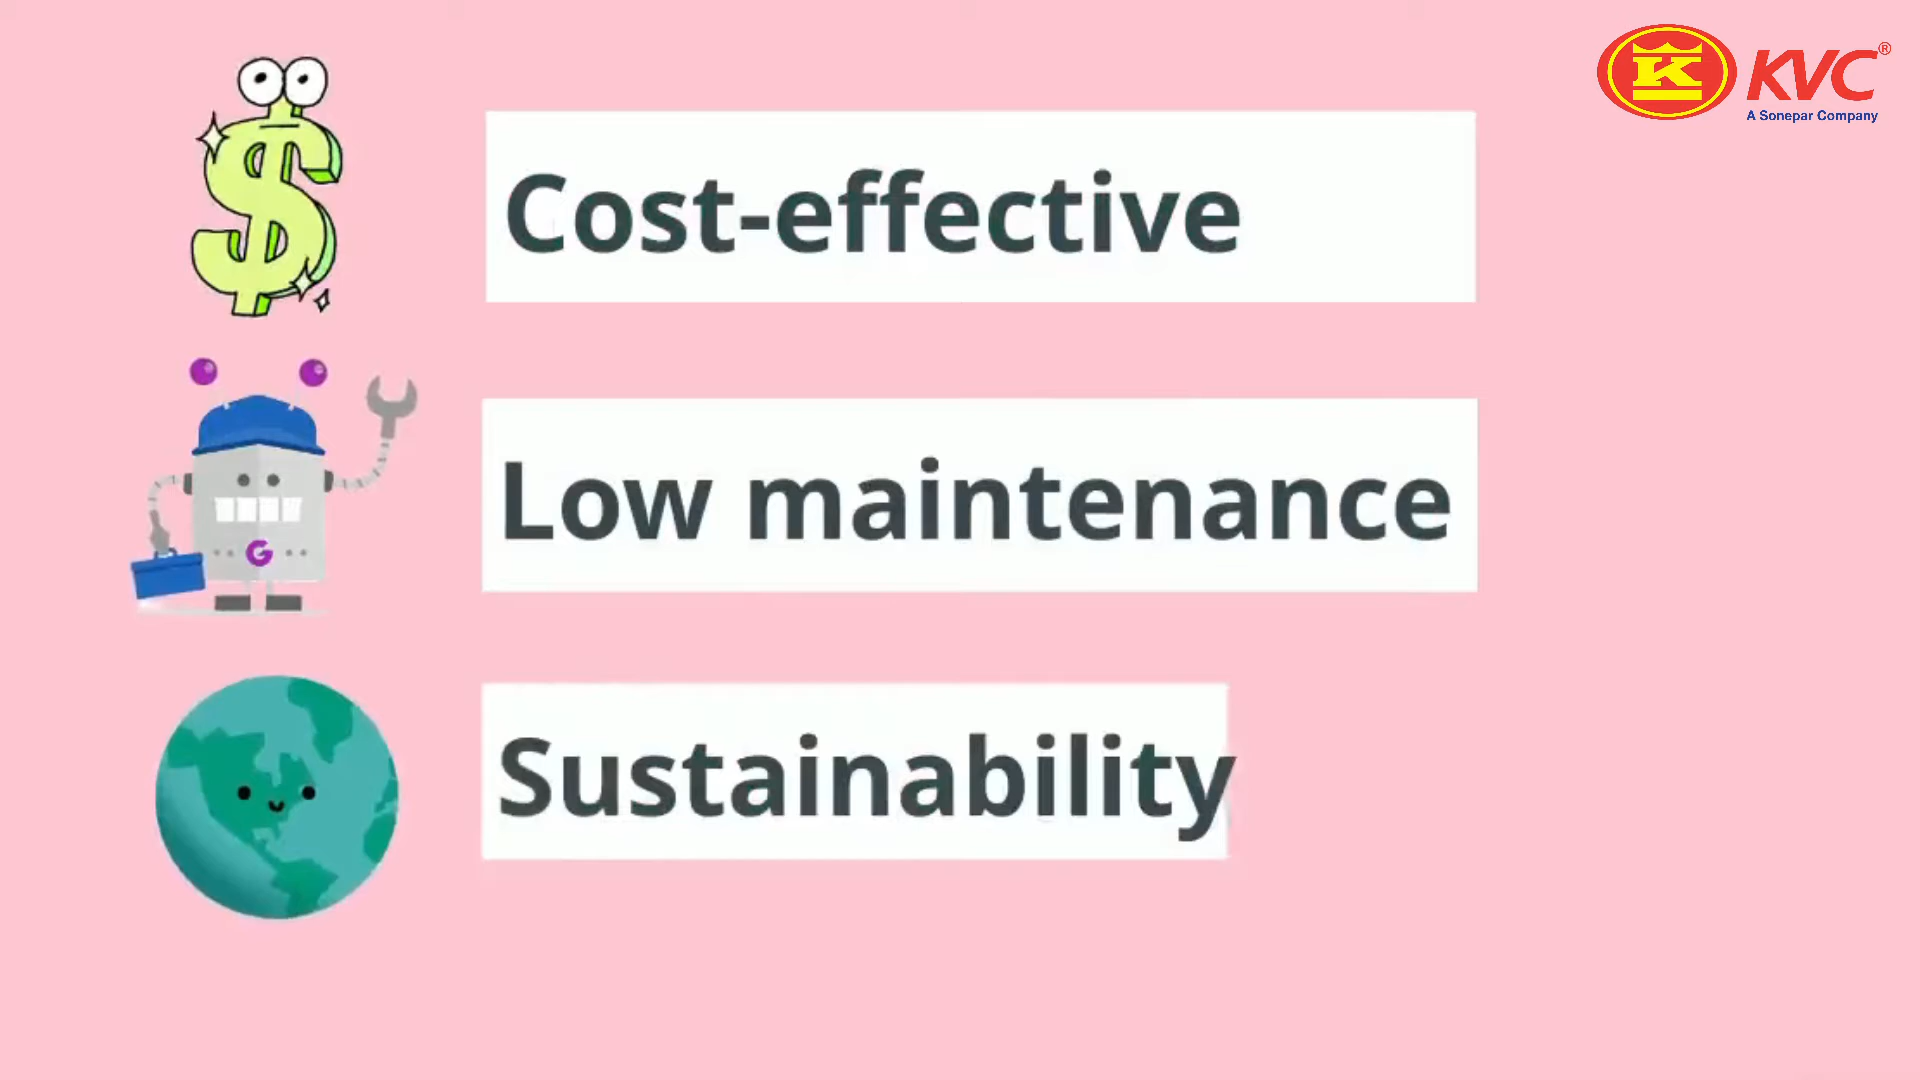 KVC®
A Sonepar Company
Cost-effective
Low maintenance
Sustainability